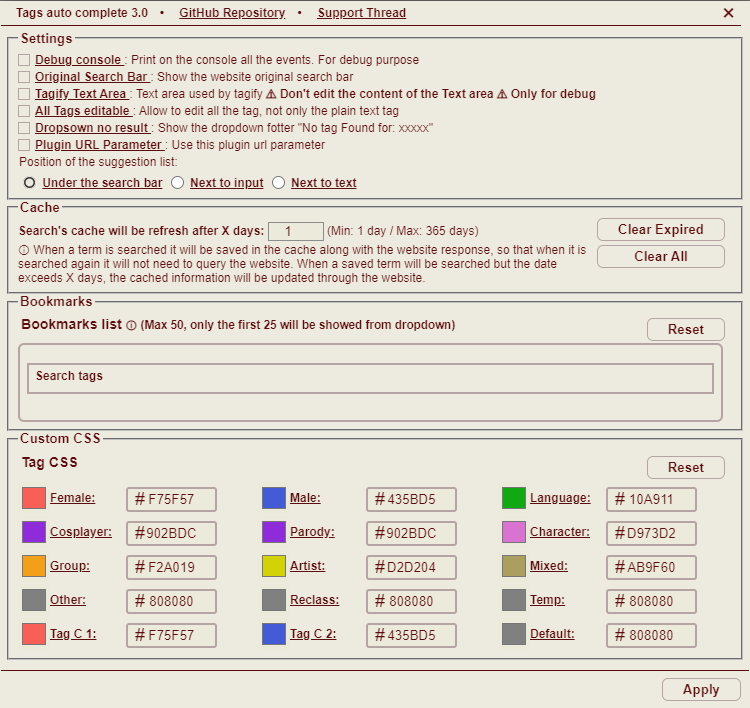 Tags auto complete 3.0 • GitHub Repository • Support Thread ✕
Settings
Debug console : Print on the console all the events. For debug purpose
Original Search Bar : Show the website original search bar
Tagify Text Area : Text area used by tagify ⚠ Don't edit the content of the Text area ⚠ Only for debug
All Tags editable : Allow to edit all the tag, not only the plain text tag
Dropsown no result : Show the dropdown fotter "No tag Found for: xxxxx"
Plugin URL Parameter : Use this plugin url parameter
Position of the suggestion list:
Under the search bar Next to input Next to text
Cache
Search's cache will be refresh after X days: 1 (Min: 1 day / Max: 365 days)
Clear Expired
ⓘ When a term is searched it will be saved in the cache along with the website response, so that when it is
searched again it will not need to query the website. When a saved term will be searched but the date
exceeds X days, the cached information will be updated through the website.
Clear All
Bookmarks
Bookmarks list ⓘ (Max 50, only the first 25 will be showed from dropdown)
Reset
Search tags
Custom CSS
Tag CSS
Reset
Female: # F75F57 Male: # 435BD5 Language: # 10A911
Cosplayer: #902BDC Parody: #902BDC Character: #D973D2
Group: # F2A019 Artist: #D2D204 Mixed: #AB9F60
Other: # 808080 Reclass: # 808080 Temp: # 808080
Tag C 1: # F75F57 Tag C 2: #435BD5 Default: # 808080
Apply